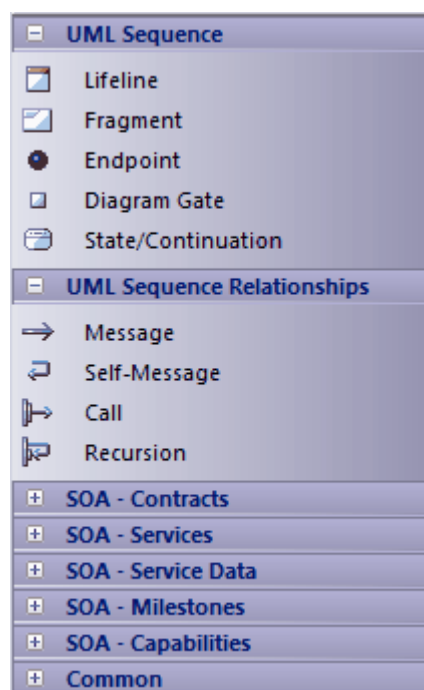 UML Sequence
Lifeline
Fragment
Endpoint
Diagram Gate
State/Continuation
UML Sequence Relationships
Message
Self-Message
Call
Recursion
SOA - Contracts
SOA - Services
SOA - Service Data
SOA - Milestones
SOA - Capabilities
Common